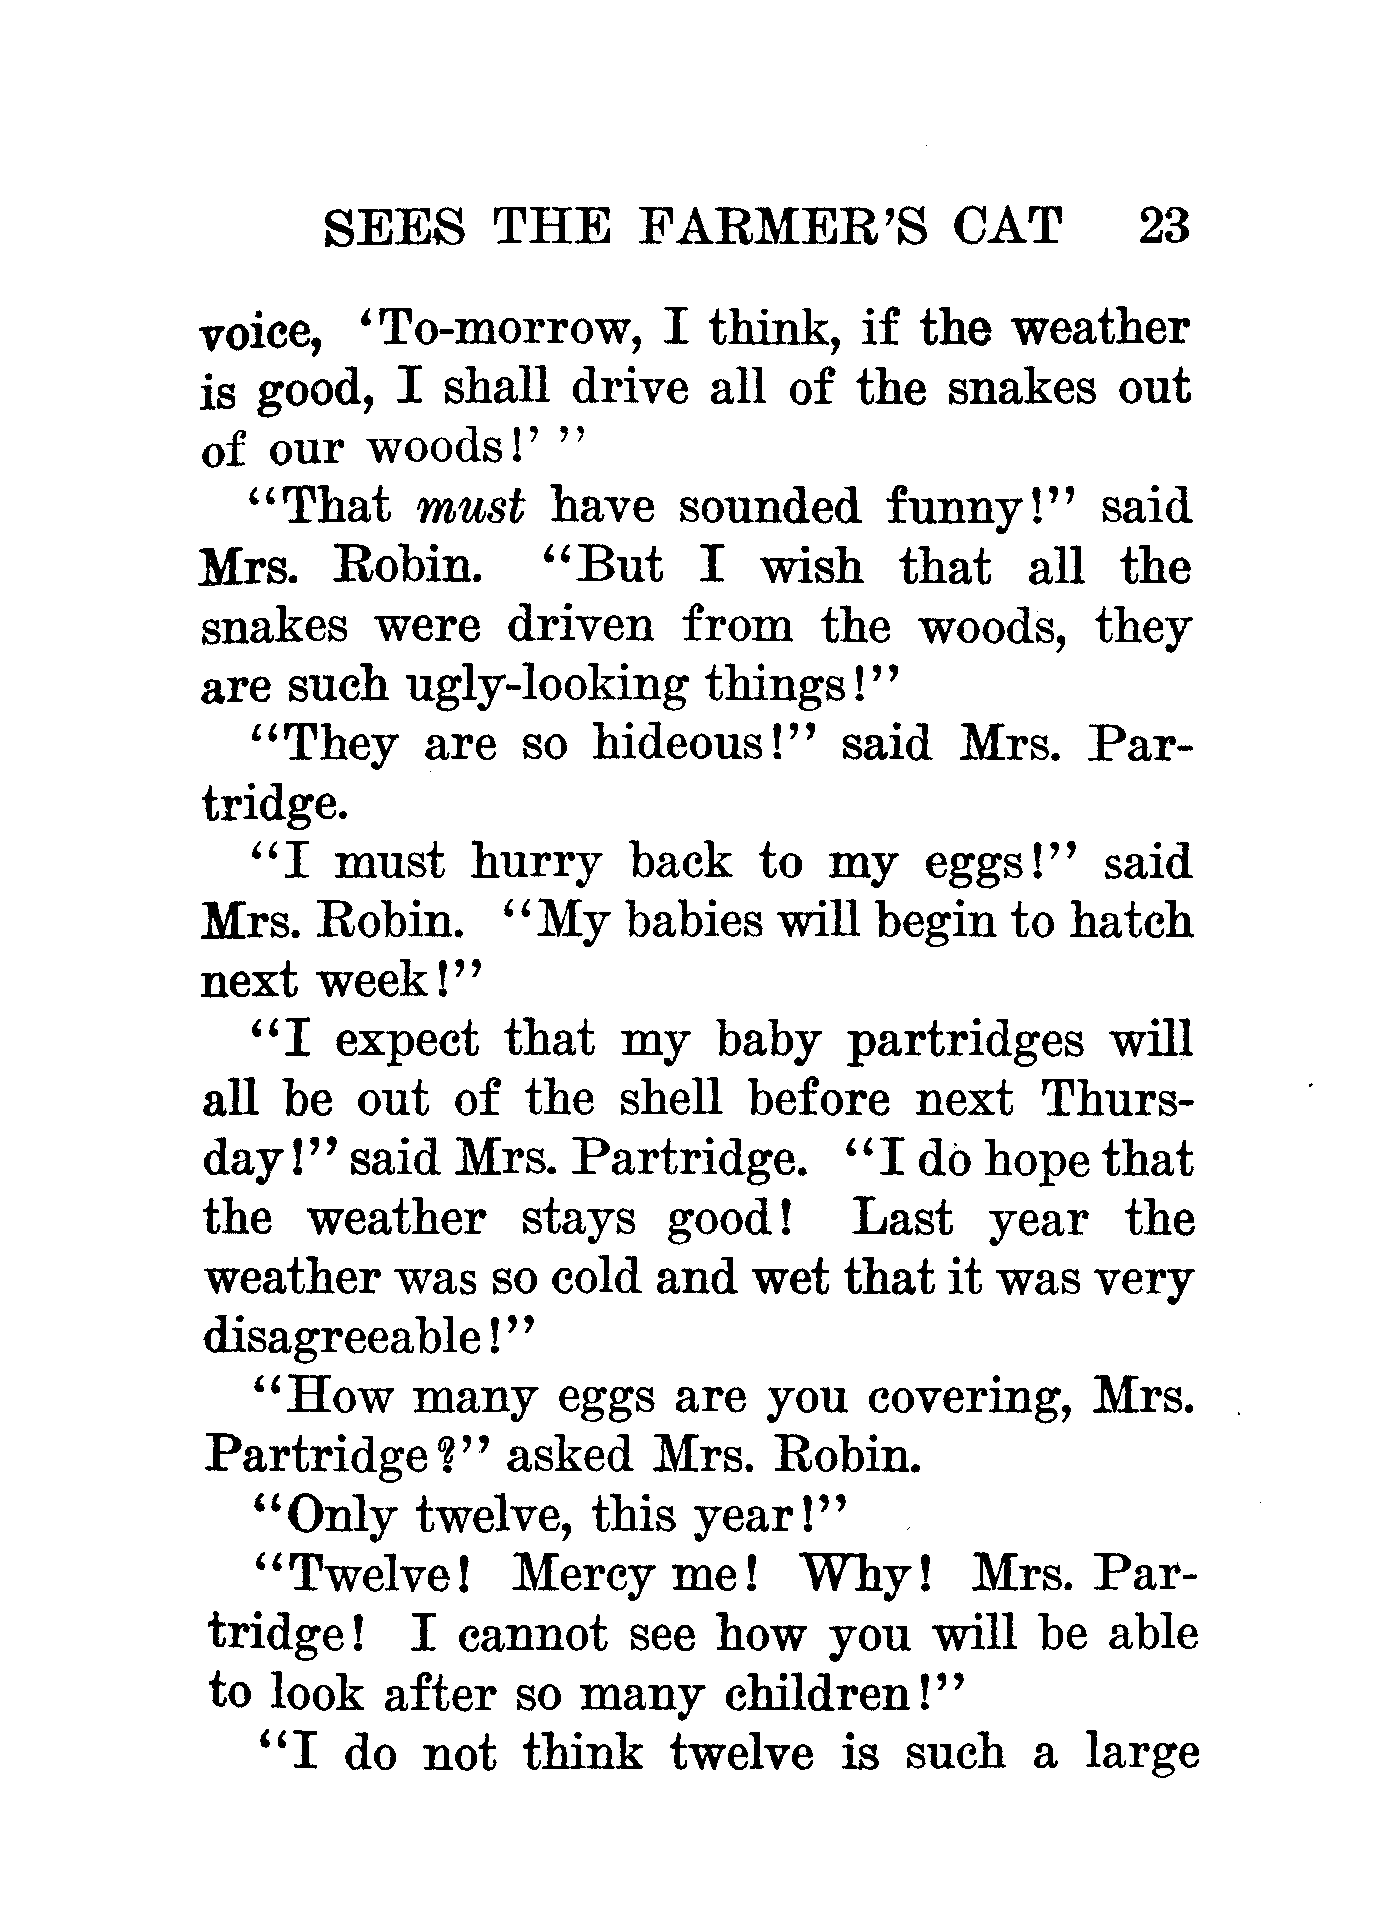 SEES THE FARMER'S CAT 23
voice, 'To-morrow, I think, if the weather
is good, I shall drive all of the snakes out
of our woods!' "
"That must have sounded funny!" said
Mrs. Robin. "But I wish that all the
snakes were driven from the woods, they
are such ugly-looking things!"
"They are so hideous!" said Mrs. Par-
tridge.
"I must hurry back to my eggs!" said
Mrs. Robin. "My babies will begin to hatch
next week!"
"I expect that my baby partridges will
all be out of the shell before next Thurs-
day!" said Mrs. Partridge. "I do hope that
the weather stays good! Last year the
weather was so cold and wet that it was very
disagreeable!"
"How many eggs are you covering, Mrs.
Partridge?" asked Mrs. Robin.
"Only twelve, this year!"
"Twelve! Mercy me! Why! Mrs. Par-
tridge! I cannot see how you will be able
to look after so many children!"
"I do not think twelve is such a large